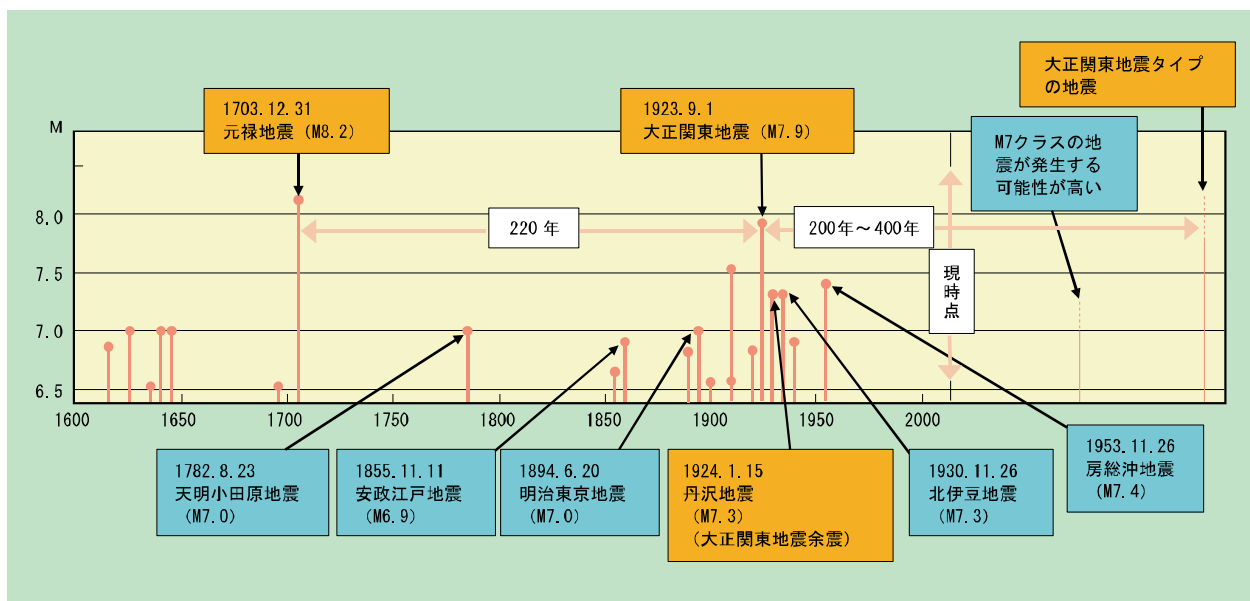 大正関東地震タイプ
の地震
1703.12.31
元禄地震(M8.2)
1923.9.1
大正関東地震(M7.9)
M7クラスの地
震が発生する
可能性が高い
M
8.0
7.5
7.0
6.5
220年
200年～400年
現時点
1600
1650
1700
1750
1800
1850
1900
1950
2000
1782.8.23
天明小田原地震
(M7.0)
1855.11.11
安政江戸地震
(M6.9)
1894.6.20
明治東京地震
(M7.0)
1924.1.15
丹沢地震
(M7.3)
(大正関東地震余震)
1930.11.26
北伊豆地震
(M7.3)
1953.11.26
房総沖地震
(M7.4)